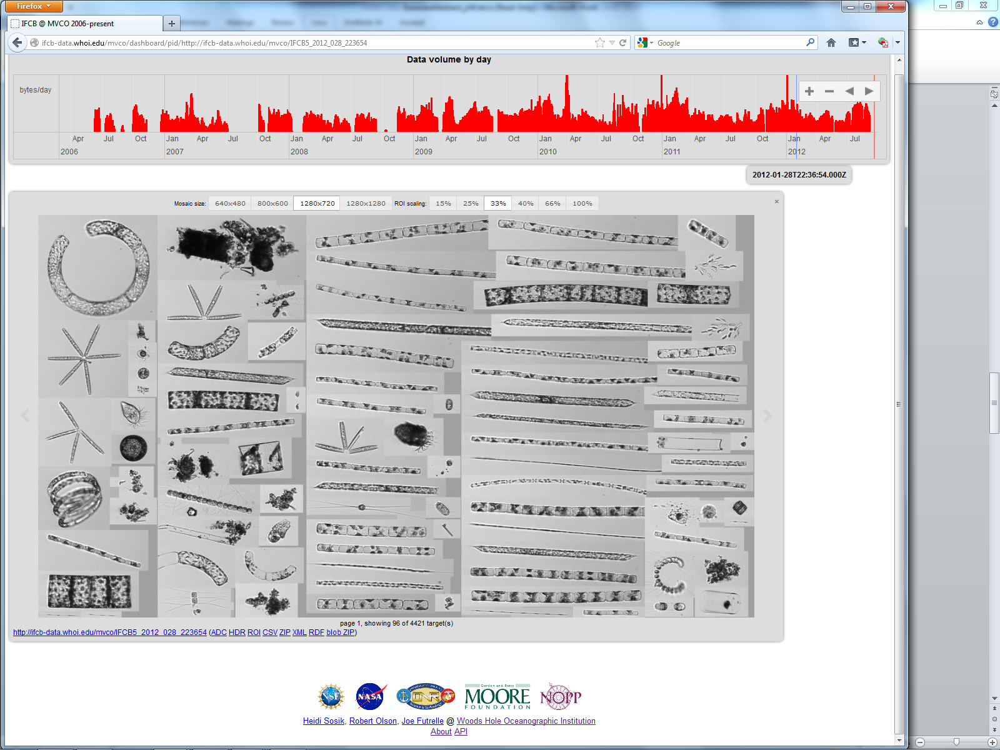 Firefox
IFCB @ MVCO 2006-present
ifcb-data.whoi.edu/mvco/dashboard/pid/http://ifcb-data.whoi.edu/mvco/IFCB5_2012_028_223654
Google
Data volume by day
bytes/day
Apr Jul Oct Jan Apr Jul Oct Jan Apr Jul Oct Jan Apr Jul Oct Jan Apr Jul Oct Jan Apr Jul Oct Jan Apr Jul
2006 2007 2008 2009 2010 2011 2012
2012-01-28T22:36:54.000Z
Mosaic size: 640x480 800x600 1280x720 1280x1280 ROI scaling: 15% 25% 33% 40% 66% 100%
page 1, showing 96 of 4421 target(s)
http://ifcb-data.whoi.edu/mvco/IFCB5_2012_028_223654 (ADC HDR ROI CSV ZIP XML RDF blob ZIP)
NSF NASA ONR Gordon and Betty MOORE FOUNDATION NOPP
Heidi Sosik, Robert Olson, Joe Futrelle @ Woods Hole Oceanographic Institution
About API